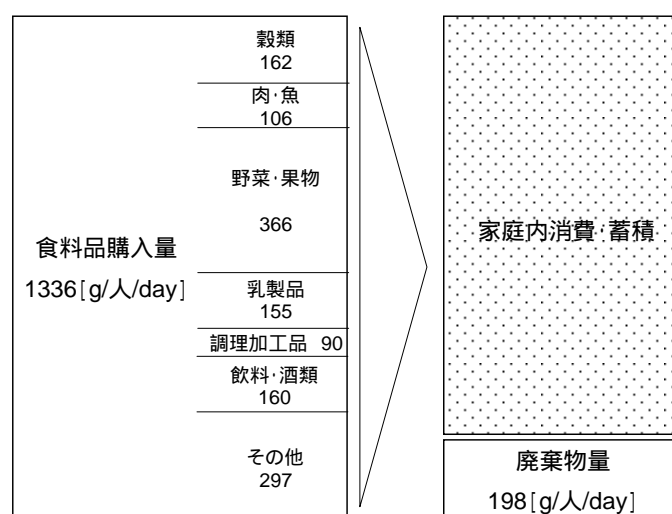 食料品購入量
1336[g/人/day]
穀類
162
肉・魚
106
野菜・果物
366
乳製品
155
調理加工品 90
飲料・酒類
160
その他
297
家庭内消費・蓄積
廃棄物量
198[g/人/day]